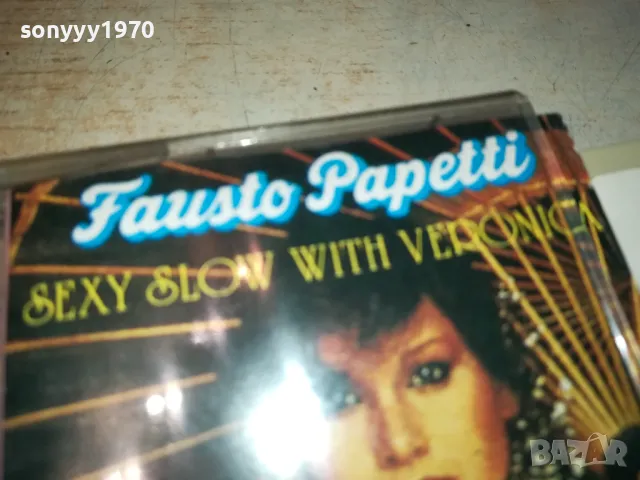 sonyyy1970
Fausto Papetti
SEXY SLOW WITH VERONICA
BAZAR